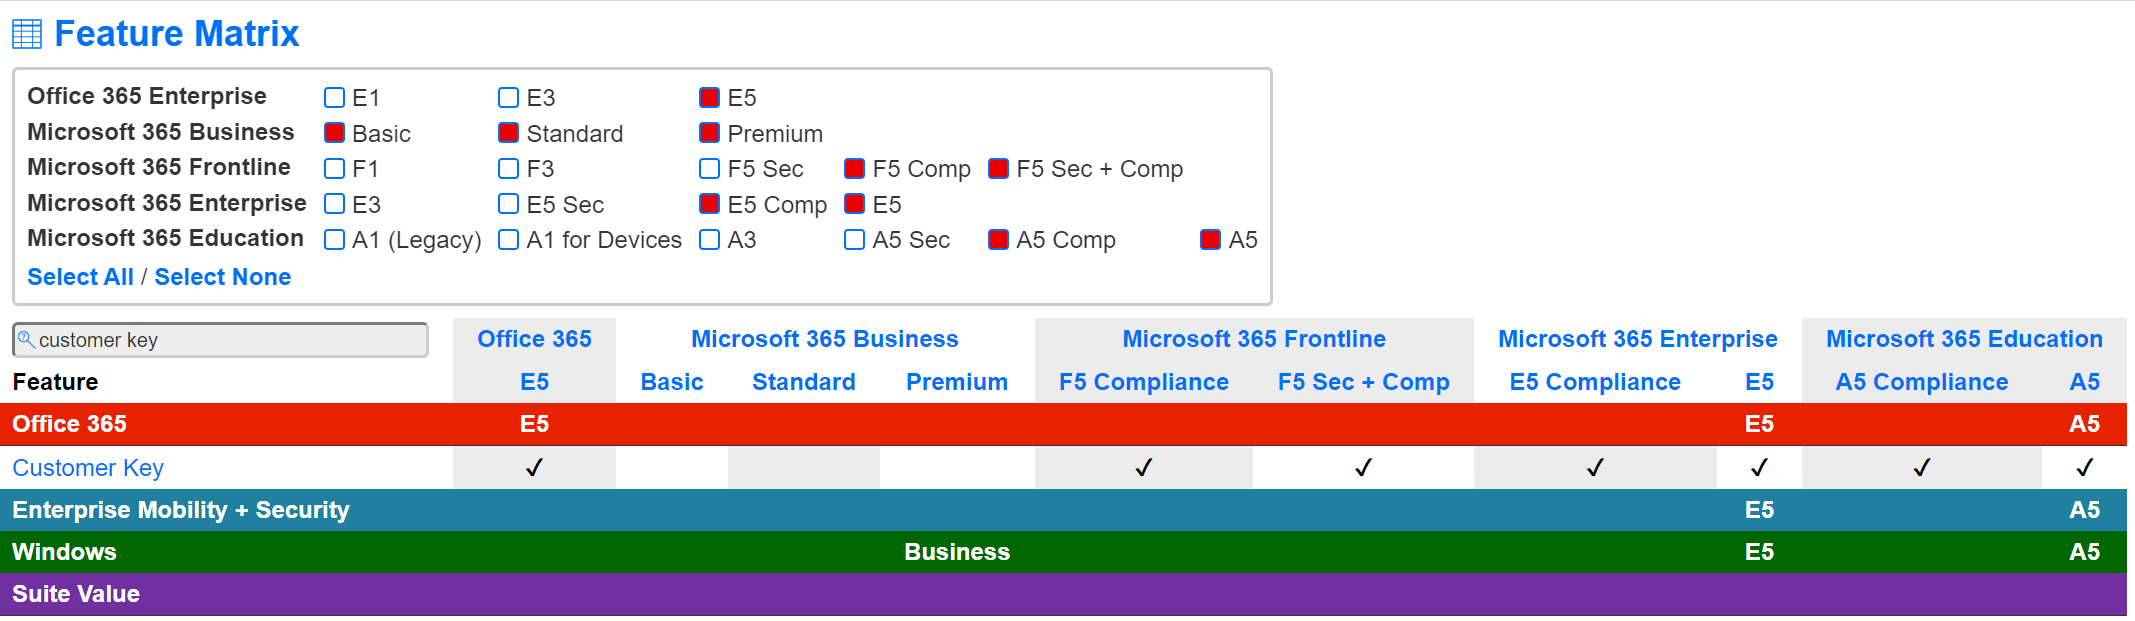 Feature Matrix
Office 365 Enterprise E1 E3 E5
Microsoft 365 Business Basic Standard Premium
Microsoft 365 Frontline F1 F3 F5 Sec F5 Comp F5 Sec + Comp
Microsoft 365 Enterprise E3 E5 Sec E5 Comp E5
Microsoft 365 Education A1 (Legacy) A1 for Devices A3 A5 Sec A5 Comp A5
Select All / Select None
customer key Office 365 Microsoft 365 Business Microsoft 365 Frontline Microsoft 365 Enterprise Microsoft 365 Education
Feature E5 Basic Standard Premium F5 Compliance F5 Sec + Comp E5 Compliance E5 A5 Compliance A5
Office 365 E5 E5 A5
Customer Key ✓ ✓ ✓ ✓ ✓ ✓ ✓
Enterprise Mobility + Security E5 A5
Windows Business E5 A5
Suite Value